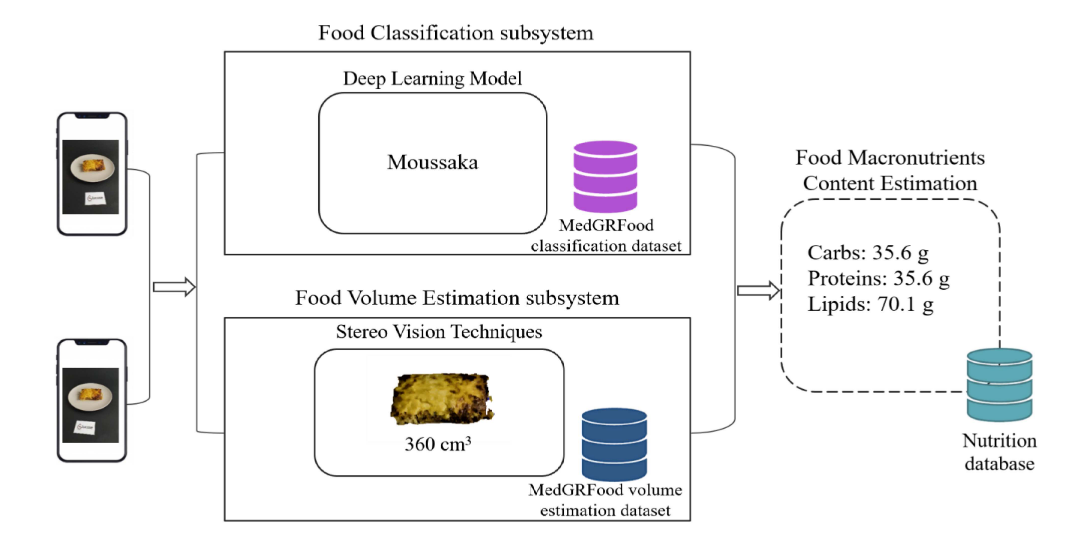 Food Classification subsystem
Deep Learning Model
Moussaka
MedGRFood
classification dataset
Food Volume Estimation subsystem
Stereo Vision Techniques
360 cm³
MedGRFood volume
estimation dataset
Food Macronutrients
Content Estimation
Carbs: 35.6 g
Proteins: 35.6 g
Lipids: 70.1 g
Nutrition
database